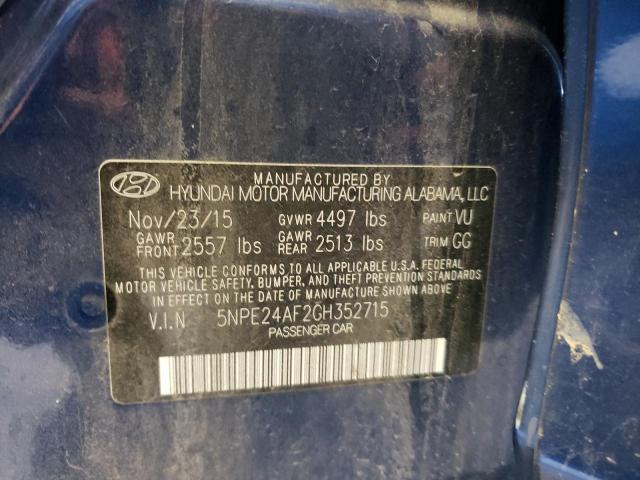 MANUFACTURED BY
HYUNDAI MOTOR MANUFACTURING ALABAMA, LLC
Nov/23/15 GVWR 4497 lbs PAINT VU
GAWR FRONT 2557 lbs GAWR REAR 2513 lbs TRIM GG
THIS VEHICLE CONFORMS TO ALL APPLICABLE U.S.A. FEDERAL
MOTOR VEHICLE SAFETY, BUMPER, AND THEFT PREVENTION STANDARDS
IN EFFECT ON THE DATE OF MANUFACTURE SHOWN ABOVE.
V.I.N 5NPE24AF2GH352715
PASSENGER CAR